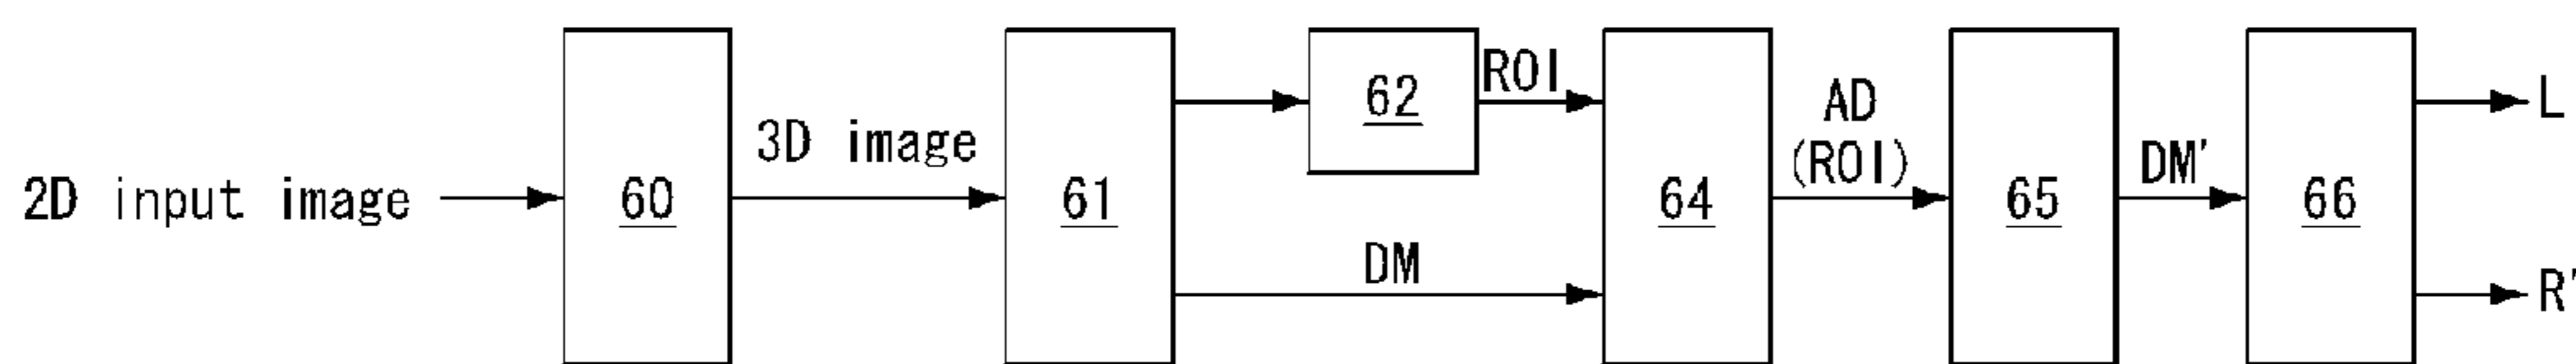 2D input image
60
3D image
61
62
ROI
DM
64
AD
(ROI)
65
DM'
66
L
R'